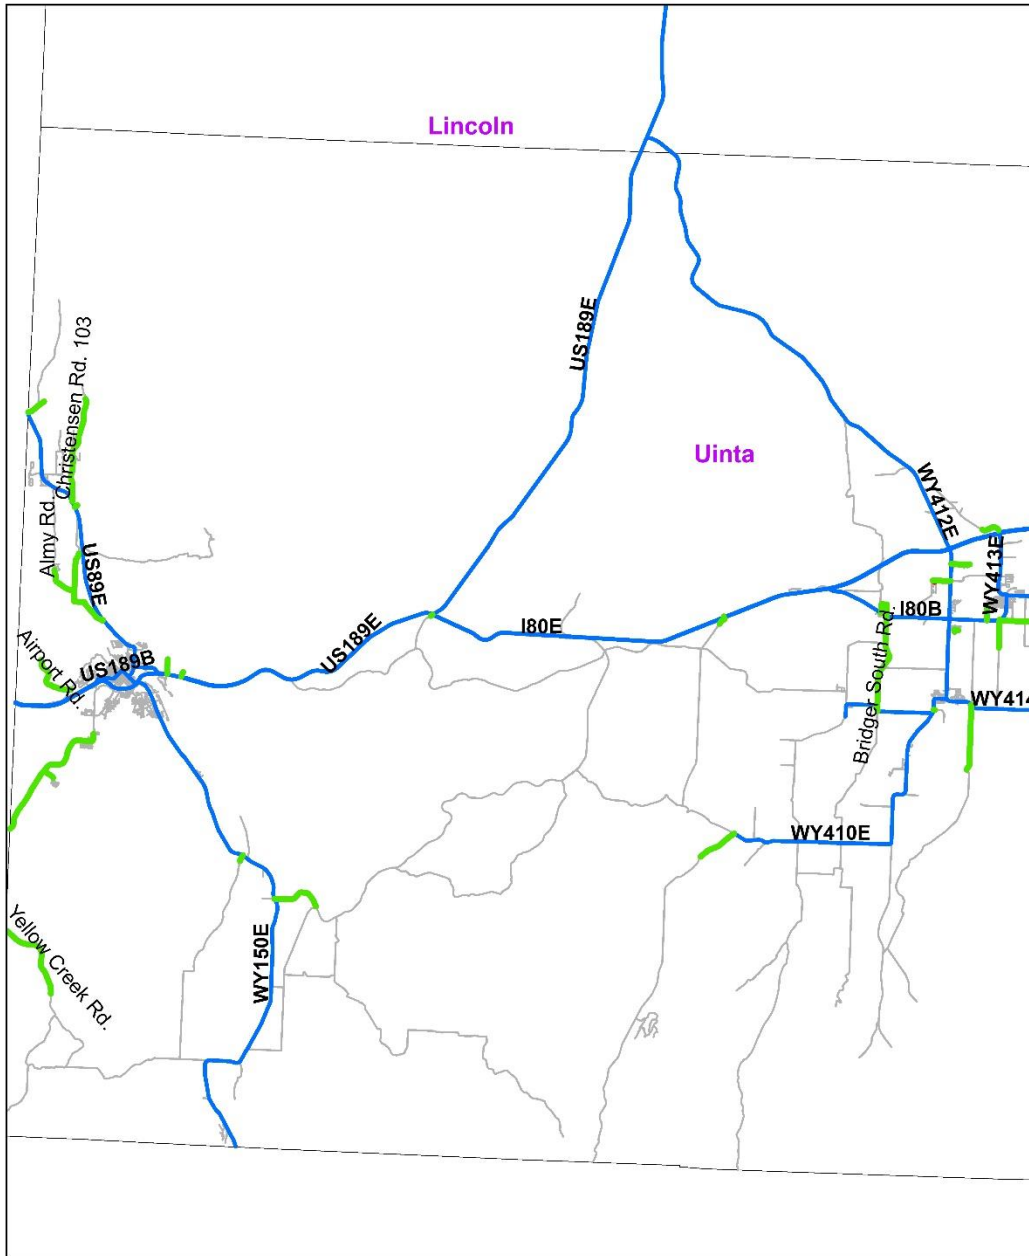 Lincoln
Christensen Rd. 103
US189E
Uinta
Almy Rd.
WY412E
US89E
WY413E
I80B
I80E
US189E
US189B
Airport Rd.
Bridger South Rd.
WY414
WY410E
Yellow Creek Rd.
WY150E